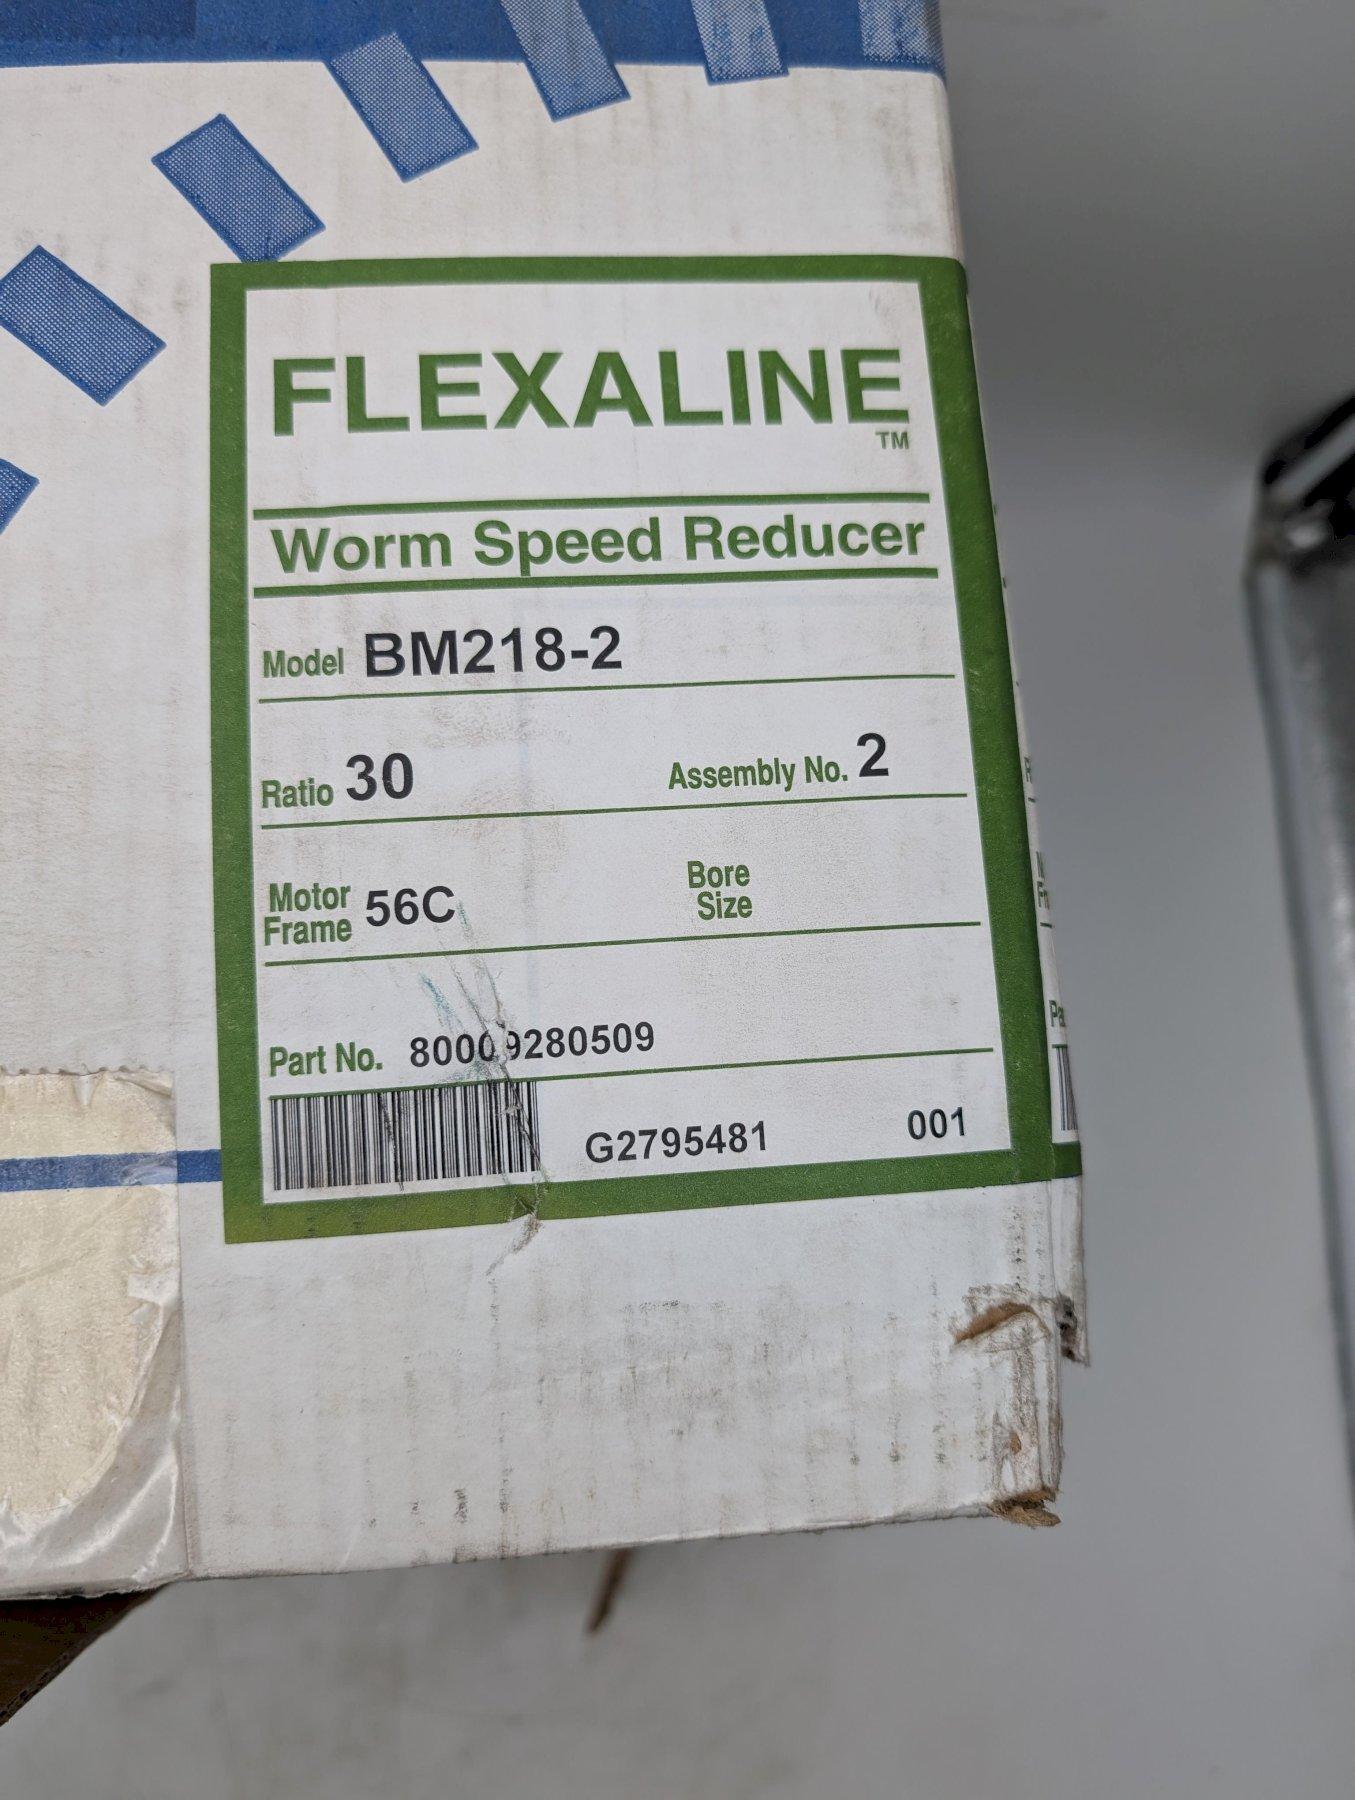 FLEXALINE
TM
Worm Speed Reducer
Model BM218-2
Ratio 30 Assembly No. 2
Motor Frame 56C Bore Size
Part No. 80009280509
G2795481 001